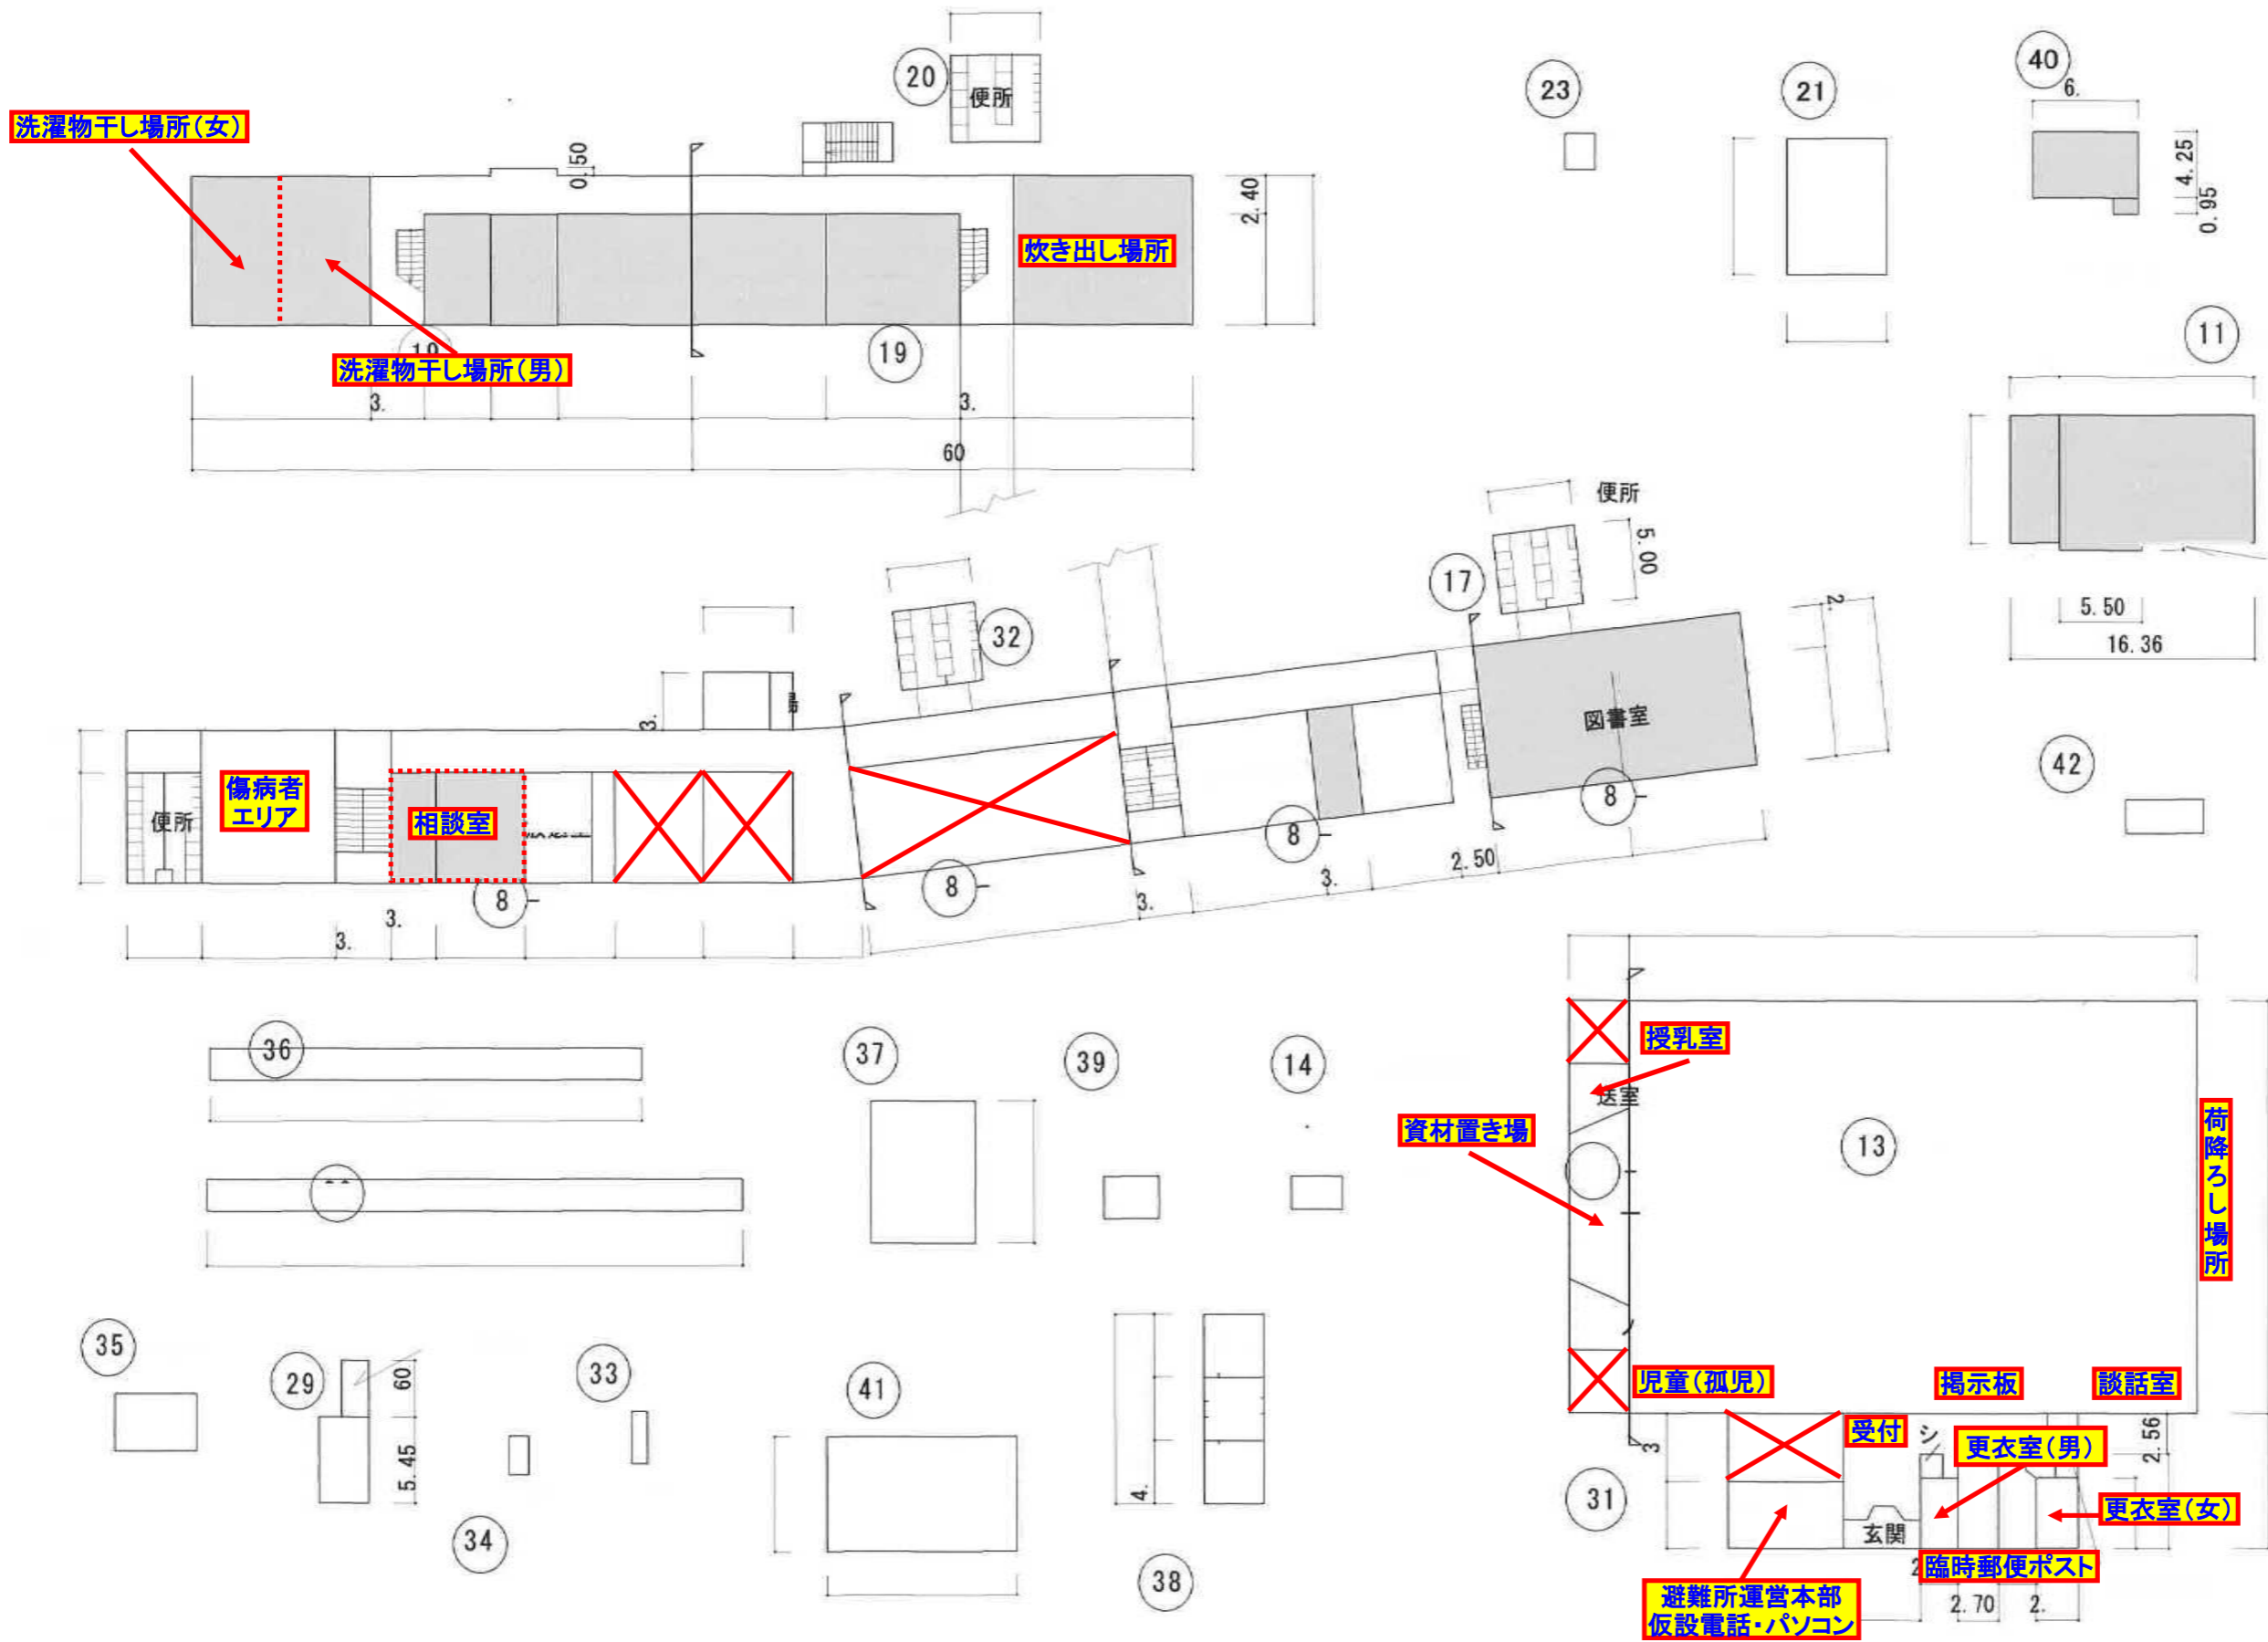 20
便所
23
21
40
6.
洗濯物干し場所(女)
0.50
4.25
0.95
2.40
炊き出し場所
11
19
洗濯物干し場所(男)
3.
3.
60
便所
5.00
17
32
2.
5.50
16.36
3.
図書室
42
傷病者
エリア
便所
相談室
8
8
8
8
2.50
3.
3.
3.
3.
36
37
39
14
授乳室
送室
資材置き場
13
荷降ろし場所
35
29
60
5.45
33
41
34
4.
38
児童(孤児)
掲示板
談話室
受付
シ
更衣室(男)
2.56
3
31
更衣室(女)
玄関
臨時郵便ポスト
2.70
2.
避難所運営本部
仮設電話・パソコン